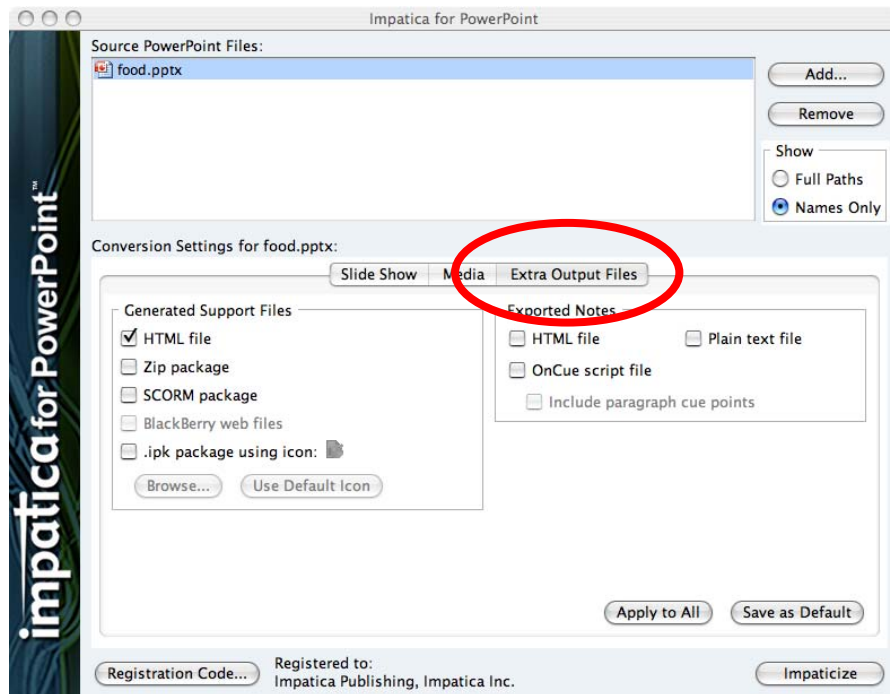 Impatica for PowerPoint
Source PowerPoint Files:
food.pptx
Add...
Remove
Show
Full Paths
Names Only
impatica for PowerPoint™
Conversion Settings for food.pptx:
Slide Show Media Extra Output Files
Generated Support Files
HTML file
Zip package
SCORM package
BlackBerry web files
.ipk package using icon:
Browse... Use Default Icon
Exported Notes
HTML file Plain text file
OnCue script file
Include paragraph cue points
Apply to All Save as Default
Registration Code...
Registered to:
Impatica Publishing, Impatica Inc.
Impaticize